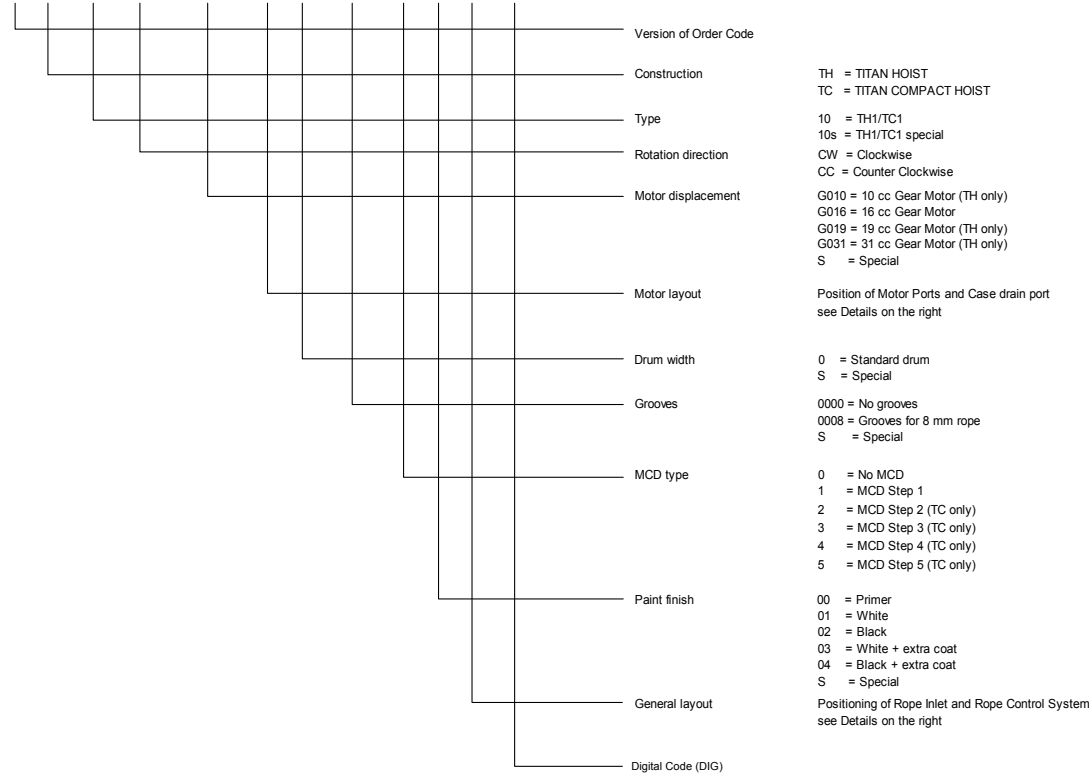 Version of Order Code
Construction TH = TITAN HOIST
TC = TITAN COMPACT HOIST
Type 10 = TH1/TC1
10s = TH1/TC1 special
Rotation direction CW = Clockwise
CC = Counter Clockwise
Motor displacement G010 = 10 cc Gear Motor (TH only)
G016 = 16 cc Gear Motor
G019 = 19 cc Gear Motor (TH only)
G031 = 31 cc Gear Motor (TH only)
S = Special
Motor layout Position of Motor Ports and Case drain port
see Details on the right
Drum width 0 = Standard drum
S = Special
Grooves 0000 = No grooves
0008 = Grooves for 8 mm rope
S = Special
MCD type 0 = No MCD
1 = MCD Step 1
2 = MCD Step 2 (TC only)
3 = MCD Step 3 (TC only)
4 = MCD Step 4 (TC only)
5 = MCD Step 5 (TC only)
Paint finish 00 = Primer
01 = White
02 = Black
03 = White + extra coat
04 = Black + extra coat
S = Special
General layout Positioning of Rope Inlet and Rope Control System
see Details on the right
Digital Code (DIG)